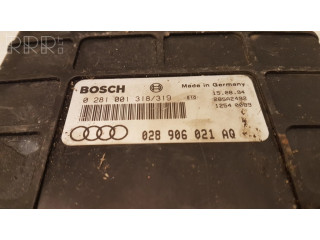 RRR
BOSCH
Made in Germany
0 281 001 318/319
15.08.94
028 906 021 AQ